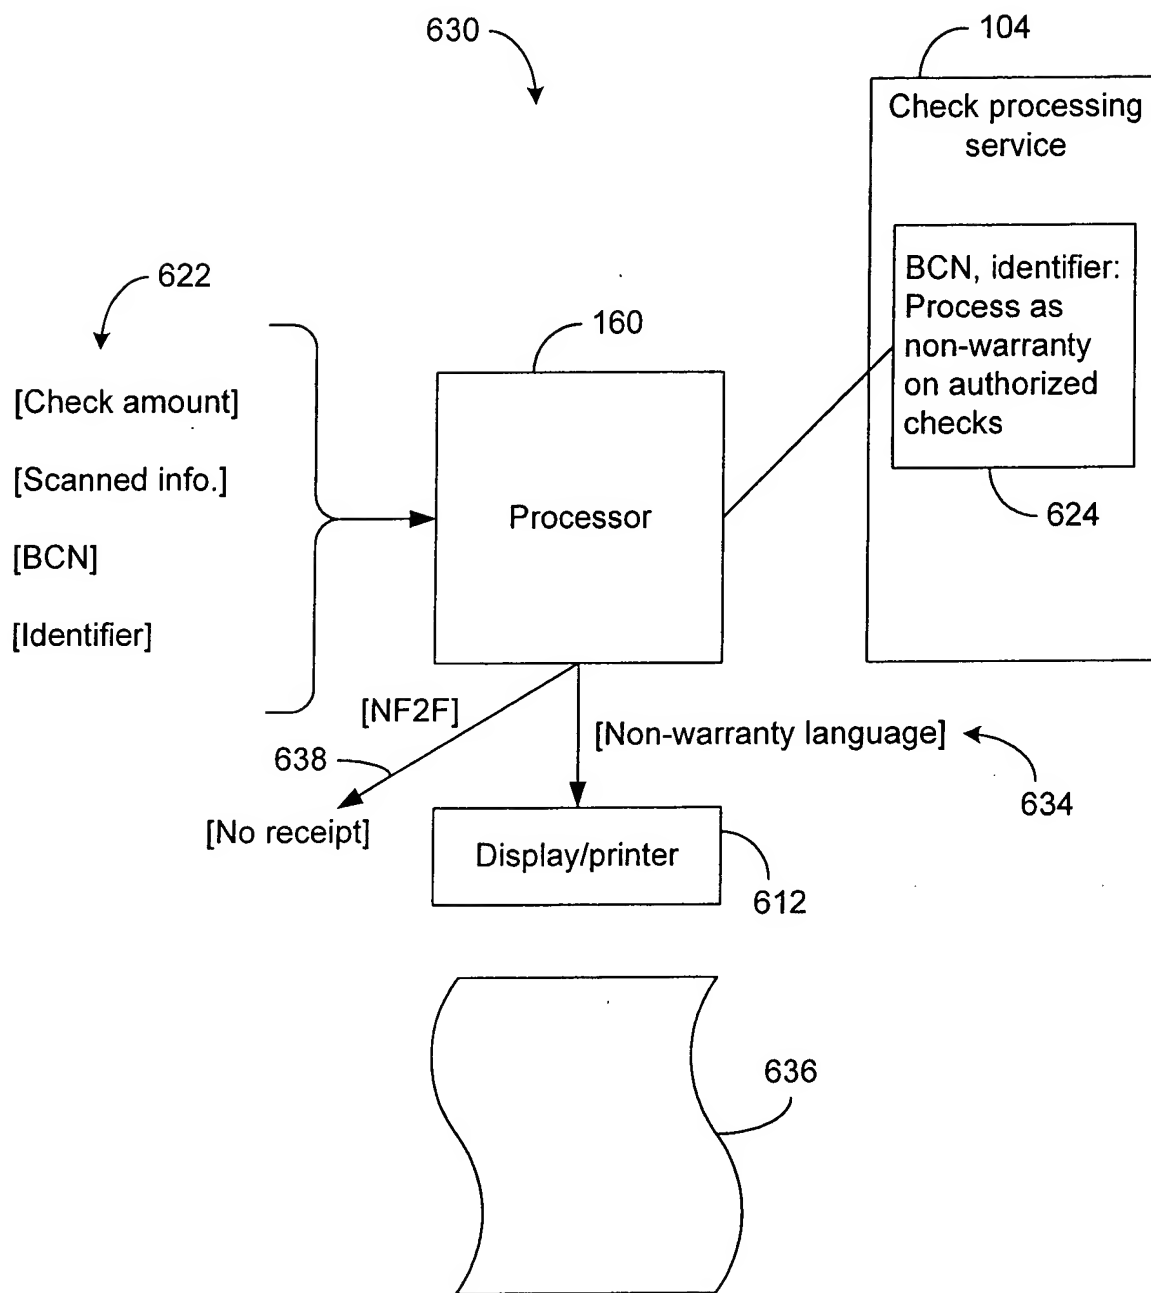 630
104
Check processing
service
622
160
BCN, identifier:
Process as
non-warranty
on authorized
checks
[Check amount]
[Scanned info.]
Processor
624
[BCN]
[Identifier]
[NF2F]
[Non-warranty language]
638
634
[No receipt]
Display/printer
612
636